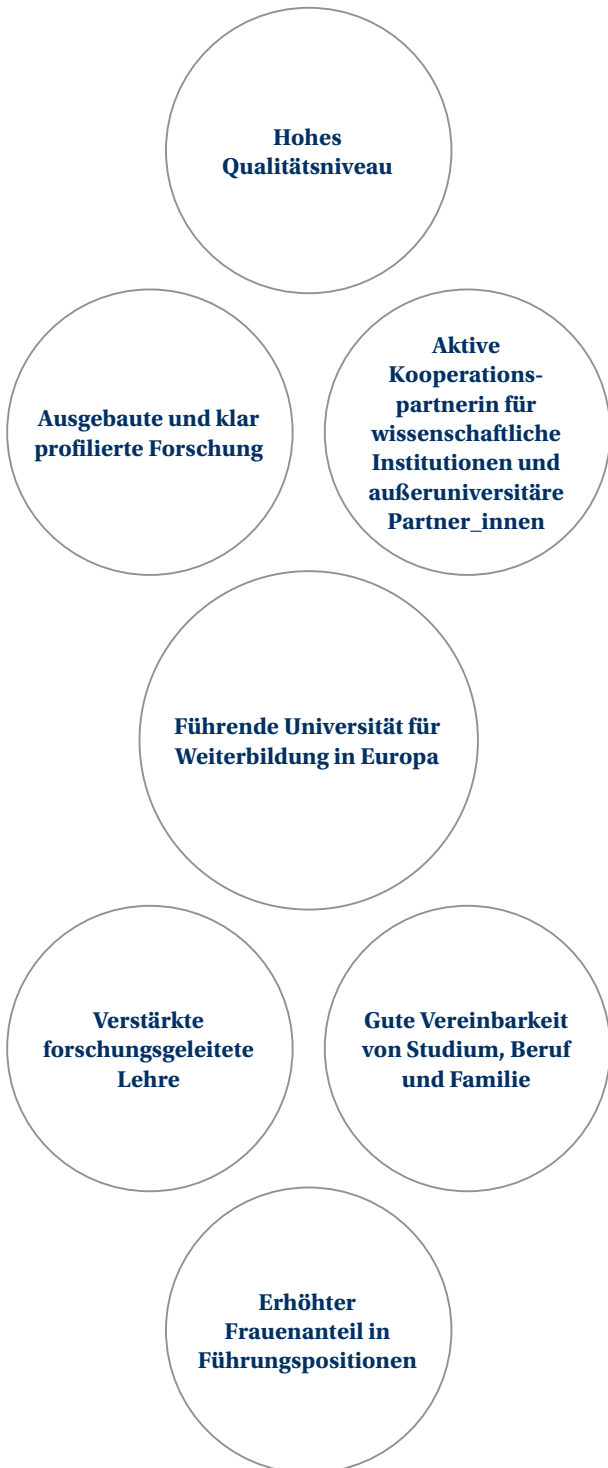 Hohes
Qualitätsniveau
Ausgebaute und klar
profilierte Forschung
Aktive
Kooperations-
partnerin für
wissenschaftliche
Institutionen und
außeruniversitäre
Partner_innen
Führende Universität für
Weiterbildung in Europa
Verstärkte
forschungsgeleitete
Lehre
Gute Vereinbarkeit
von Studium, Beruf
und Familie
Erhöhter
Frauenanteil in
Führungspositionen